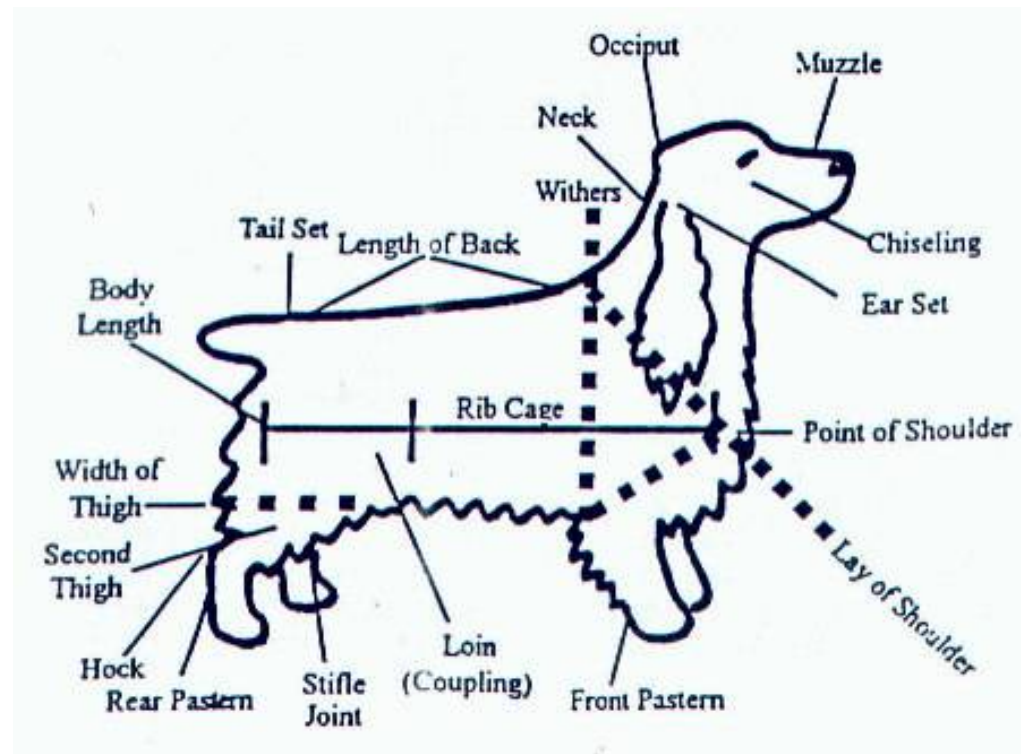 Occiput
Muzzle
Neck
Withers
Tail Set
Length of Back
Chiseling
Body
Length
Ear Set
Rib Cage
Point of Shoulder
Width of
Thigh
Second
Thigh
Lay of Shoulder
Hock
Rear Pastern
Stifle
Joint
Loin
(Coupling)
Front Pastern